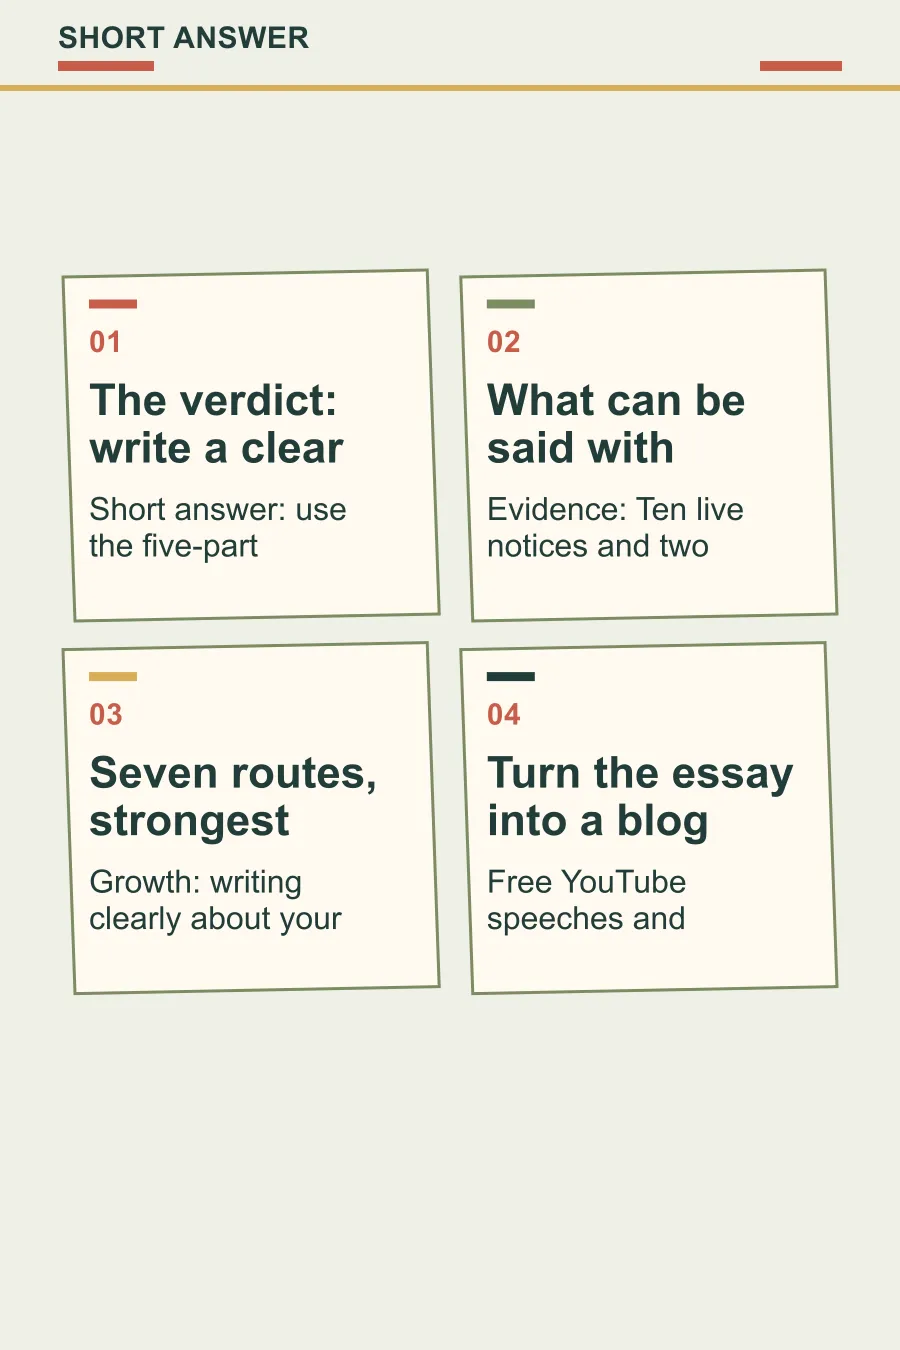 SHORT ANSWER
01
The verdict:
write a clear
Short answer: use
the five-part
02
What can be
said with
Evidence: Ten live
notices and two
03
Seven routes,
strongest
Growth: writing
clearly about your
04
Turn the essay
into a blog
Free YouTube
speeches and